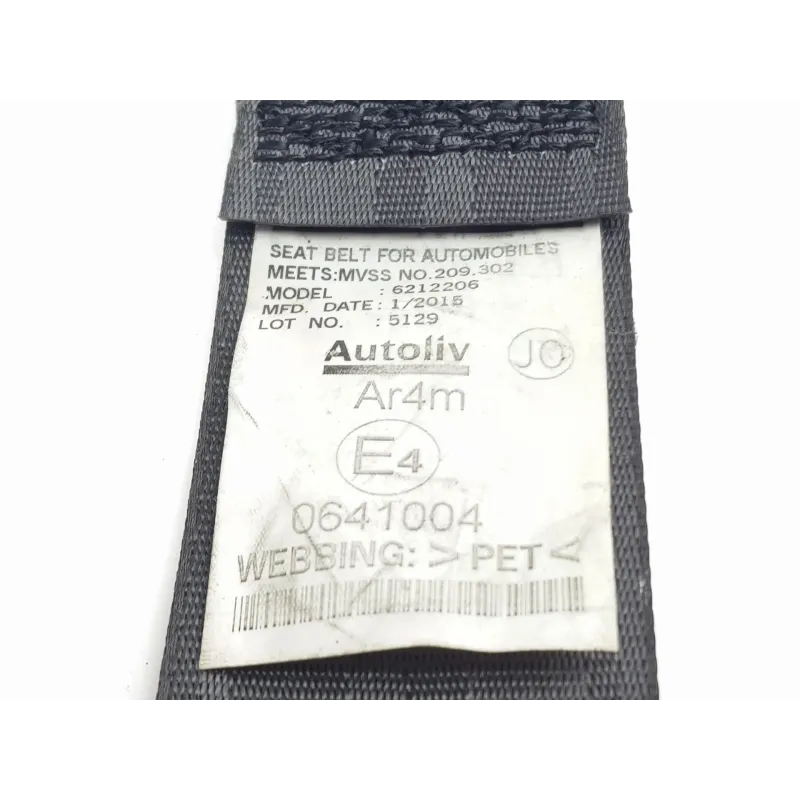 SEAT BELT FOR AUTOMOBILES
MEETS:MVSS NO.209.302
MODEL : 6212206
MFD. DATE: 1/2015
LOT NO. : 5129
Autoliv JO
Ar4m
E4
0641004
WEBBING: >PET<